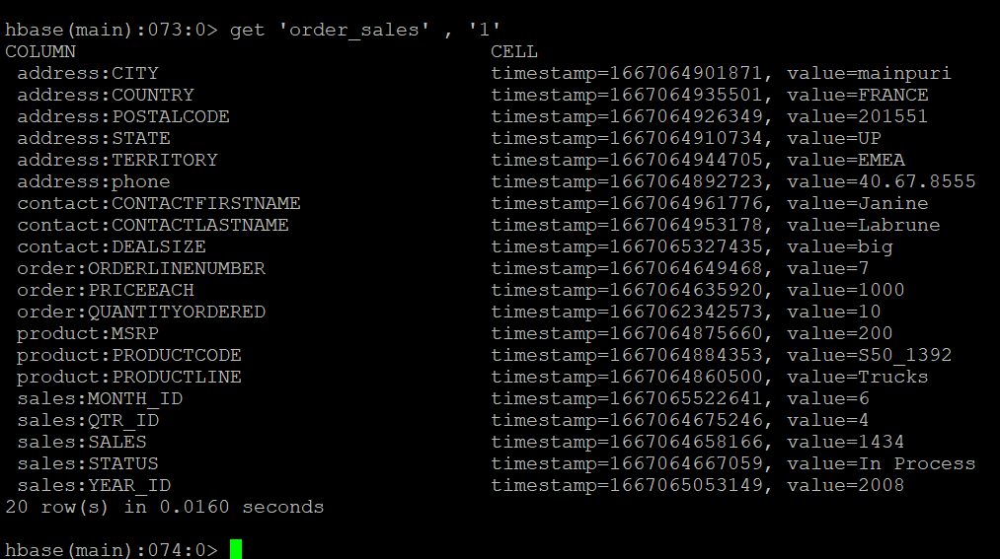 hbase(main):073:0> get 'order_sales' , '1'
COLUMN CELL
address:CITY timestamp=1667064901871, value=mainpuri
address:COUNTRY timestamp=1667064935501, value=FRANCE
address:POSTALCODE timestamp=1667064926349, value=201551
address:STATE timestamp=1667064910734, value=UP
address:TERRITORY timestamp=1667064944705, value=EMEA
address:phone timestamp=1667064892723, value=40.67.8555
contact:CONTACTFIRSTNAME timestamp=1667064961776, value=Janine
contact:CONTACTLASTNAME timestamp=1667064953178, value=Labrune
contact:DEALSIZE timestamp=1667065327435, value=big
order:ORDERLINENUMBER timestamp=1667064649468, value=7
order:PRICEEACH timestamp=1667064635920, value=1000
order:QUANTITYORDERED timestamp=1667062342573, value=10
product:MSRP timestamp=1667064875660, value=200
product:PRODUCTCODE timestamp=1667064884353, value=S50_1392
product:PRODUCTLINE timestamp=1667064860500, value=Trucks
sales:MONTH_ID timestamp=1667065522641, value=6
sales:QTR_ID timestamp=1667064675246, value=4
sales:SALES timestamp=1667064658166, value=1434
sales:STATUS timestamp=1667064667059, value=In Process
sales:YEAR_ID timestamp=1667065053149, value=2008
20 row(s) in 0.0160 seconds
hbase(main):074:0>